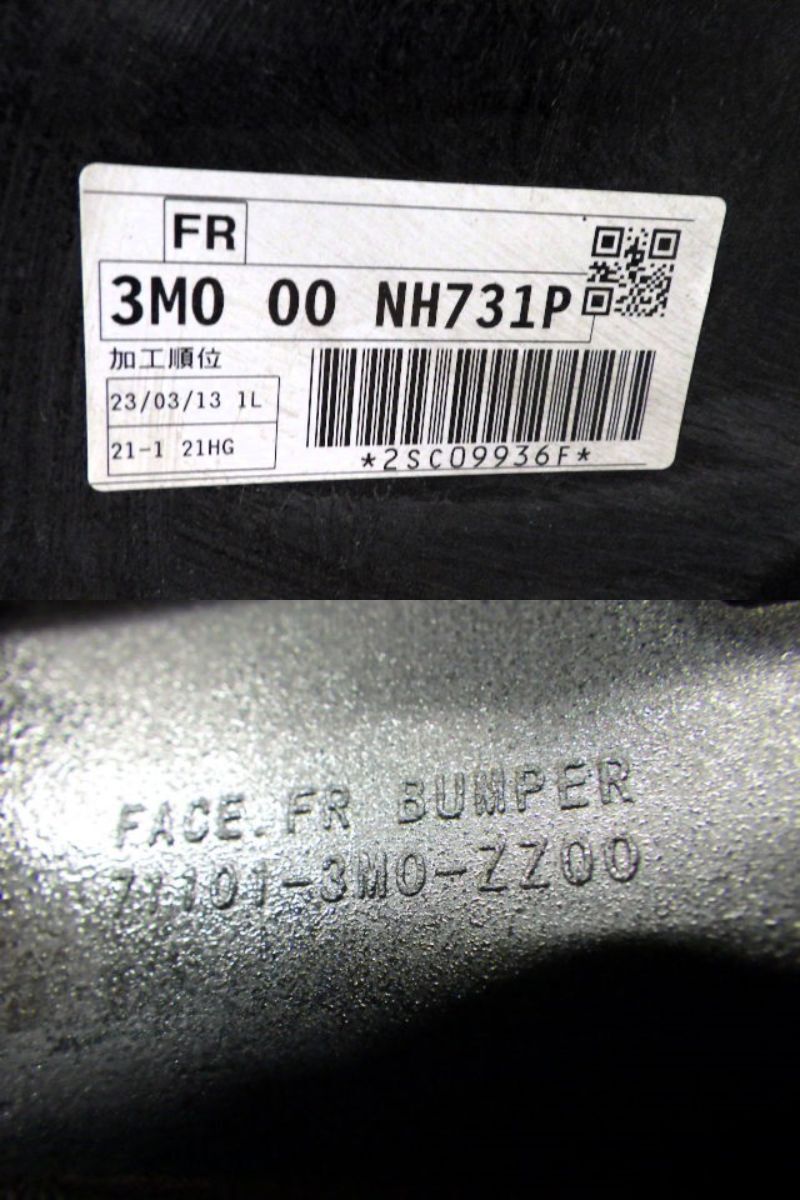 FR
3M0 00 NH731P
加工順位
23/03/13 1L
21-1 21HG
*2SC09936F*
FACE.FR BUMPER
71101-3M0-ZZ00